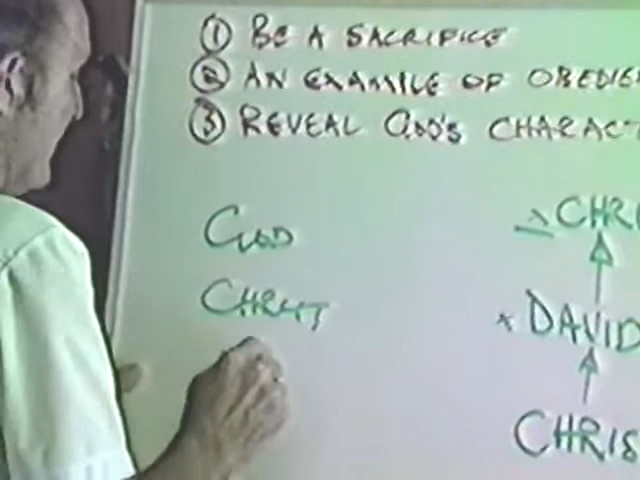 ① BE A SACRIFICE
② AN EXAMPLE OF OBEDIE
③ REVEAL GOD'S CHARACT
GOD
CHRIST
CHRI
* DAVID
CHRIS